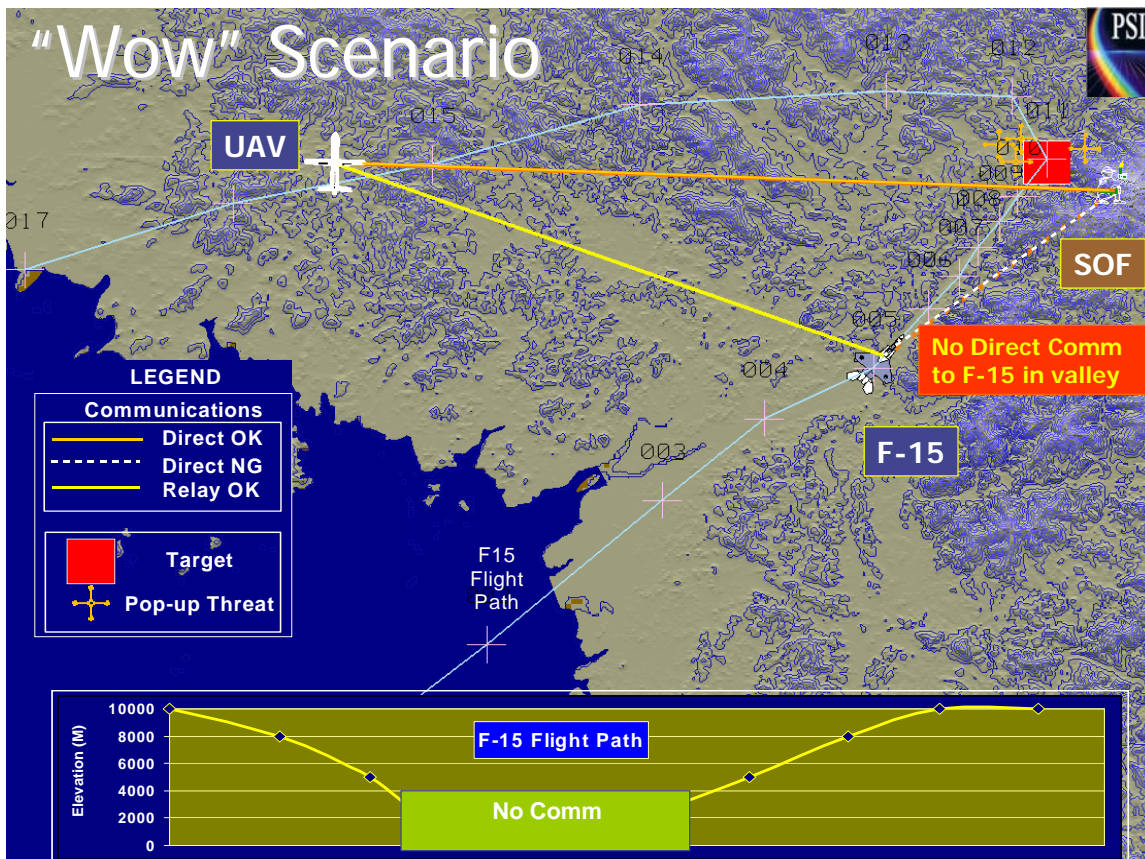 “Wow” Scenario
PSI
013
012
014
011
015
UAV
010
009
008
017
007
006
SOF
005
No Direct Comm
to F-15 in valley
004
LEGEND
Communications
Direct OK
Direct NG
Relay OK
F-15
003
Target
Pop-up Threat
F15
Flight
Path
10000
8000
6000
4000
2000
0
Elevation (M)
F-15 Flight Path
No Comm